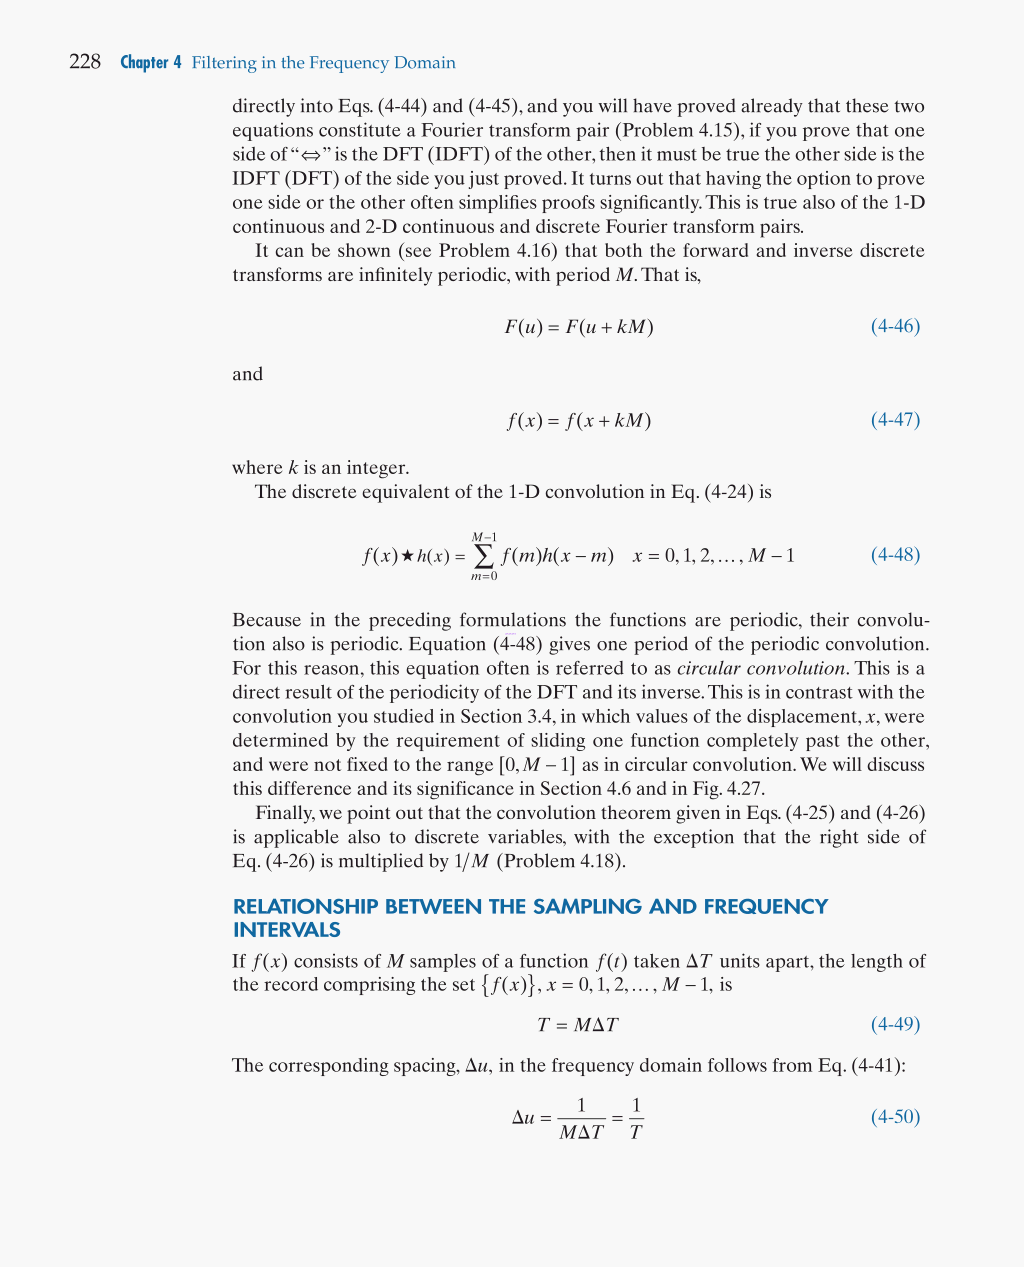 228 Chapter 4 Filtering in the Frequency Domain
directly into Eqs. (4-44) and (4-45), and you will have proved already that these two
equations constitute a Fourier transform pair (Problem 4.15), if you prove that one
side of “⇔” is the DFT (IDFT) of the other, then it must be true the other side is the
IDFT (DFT) of the side you just proved. It turns out that having the option to prove
one side or the other often simplifies proofs significantly. This is true also of the 1-D
continuous and 2-D continuous and discrete Fourier transform pairs.
It can be shown (see Problem 4.16) that both the forward and inverse discrete
transforms are infinitely periodic, with period M. That is,
F(u) = F(u + kM) (4-46)
and
f(x) = f(x + kM) (4-47)
where k is an integer.
The discrete equivalent of the 1-D convolution in Eq. (4-24) is
f(x)★h(x) = ∑_{m=0}^{M−1} f(m)h(x − m) x = 0, 1, 2, …, M − 1 (4-48)
Because in the preceding formulations the functions are periodic, their convolu-
tion also is periodic. Equation (4-48) gives one period of the periodic convolution.
For this reason, this equation often is referred to as circular convolution. This is a
direct result of the periodicity of the DFT and its inverse. This is in contrast with the
convolution you studied in Section 3.4, in which values of the displacement, x, were
determined by the requirement of sliding one function completely past the other,
and were not fixed to the range [0, M − 1] as in circular convolution. We will discuss
this difference and its significance in Section 4.6 and in Fig. 4.27.
Finally, we point out that the convolution theorem given in Eqs. (4-25) and (4-26)
is applicable also to discrete variables, with the exception that the right side of
Eq. (4-26) is multiplied by 1/M (Problem 4.18).
RELATIONSHIP BETWEEN THE SAMPLING AND FREQUENCY
INTERVALS
If f(x) consists of M samples of a function f(t) taken ΔT units apart, the length of
the record comprising the set {f(x)}, x = 0, 1, 2, …, M − 1, is
T = MΔT (4-49)
The corresponding spacing, Δu, in the frequency domain follows from Eq. (4-41):
Δu = 1/(MΔT) = 1/T (4-50)